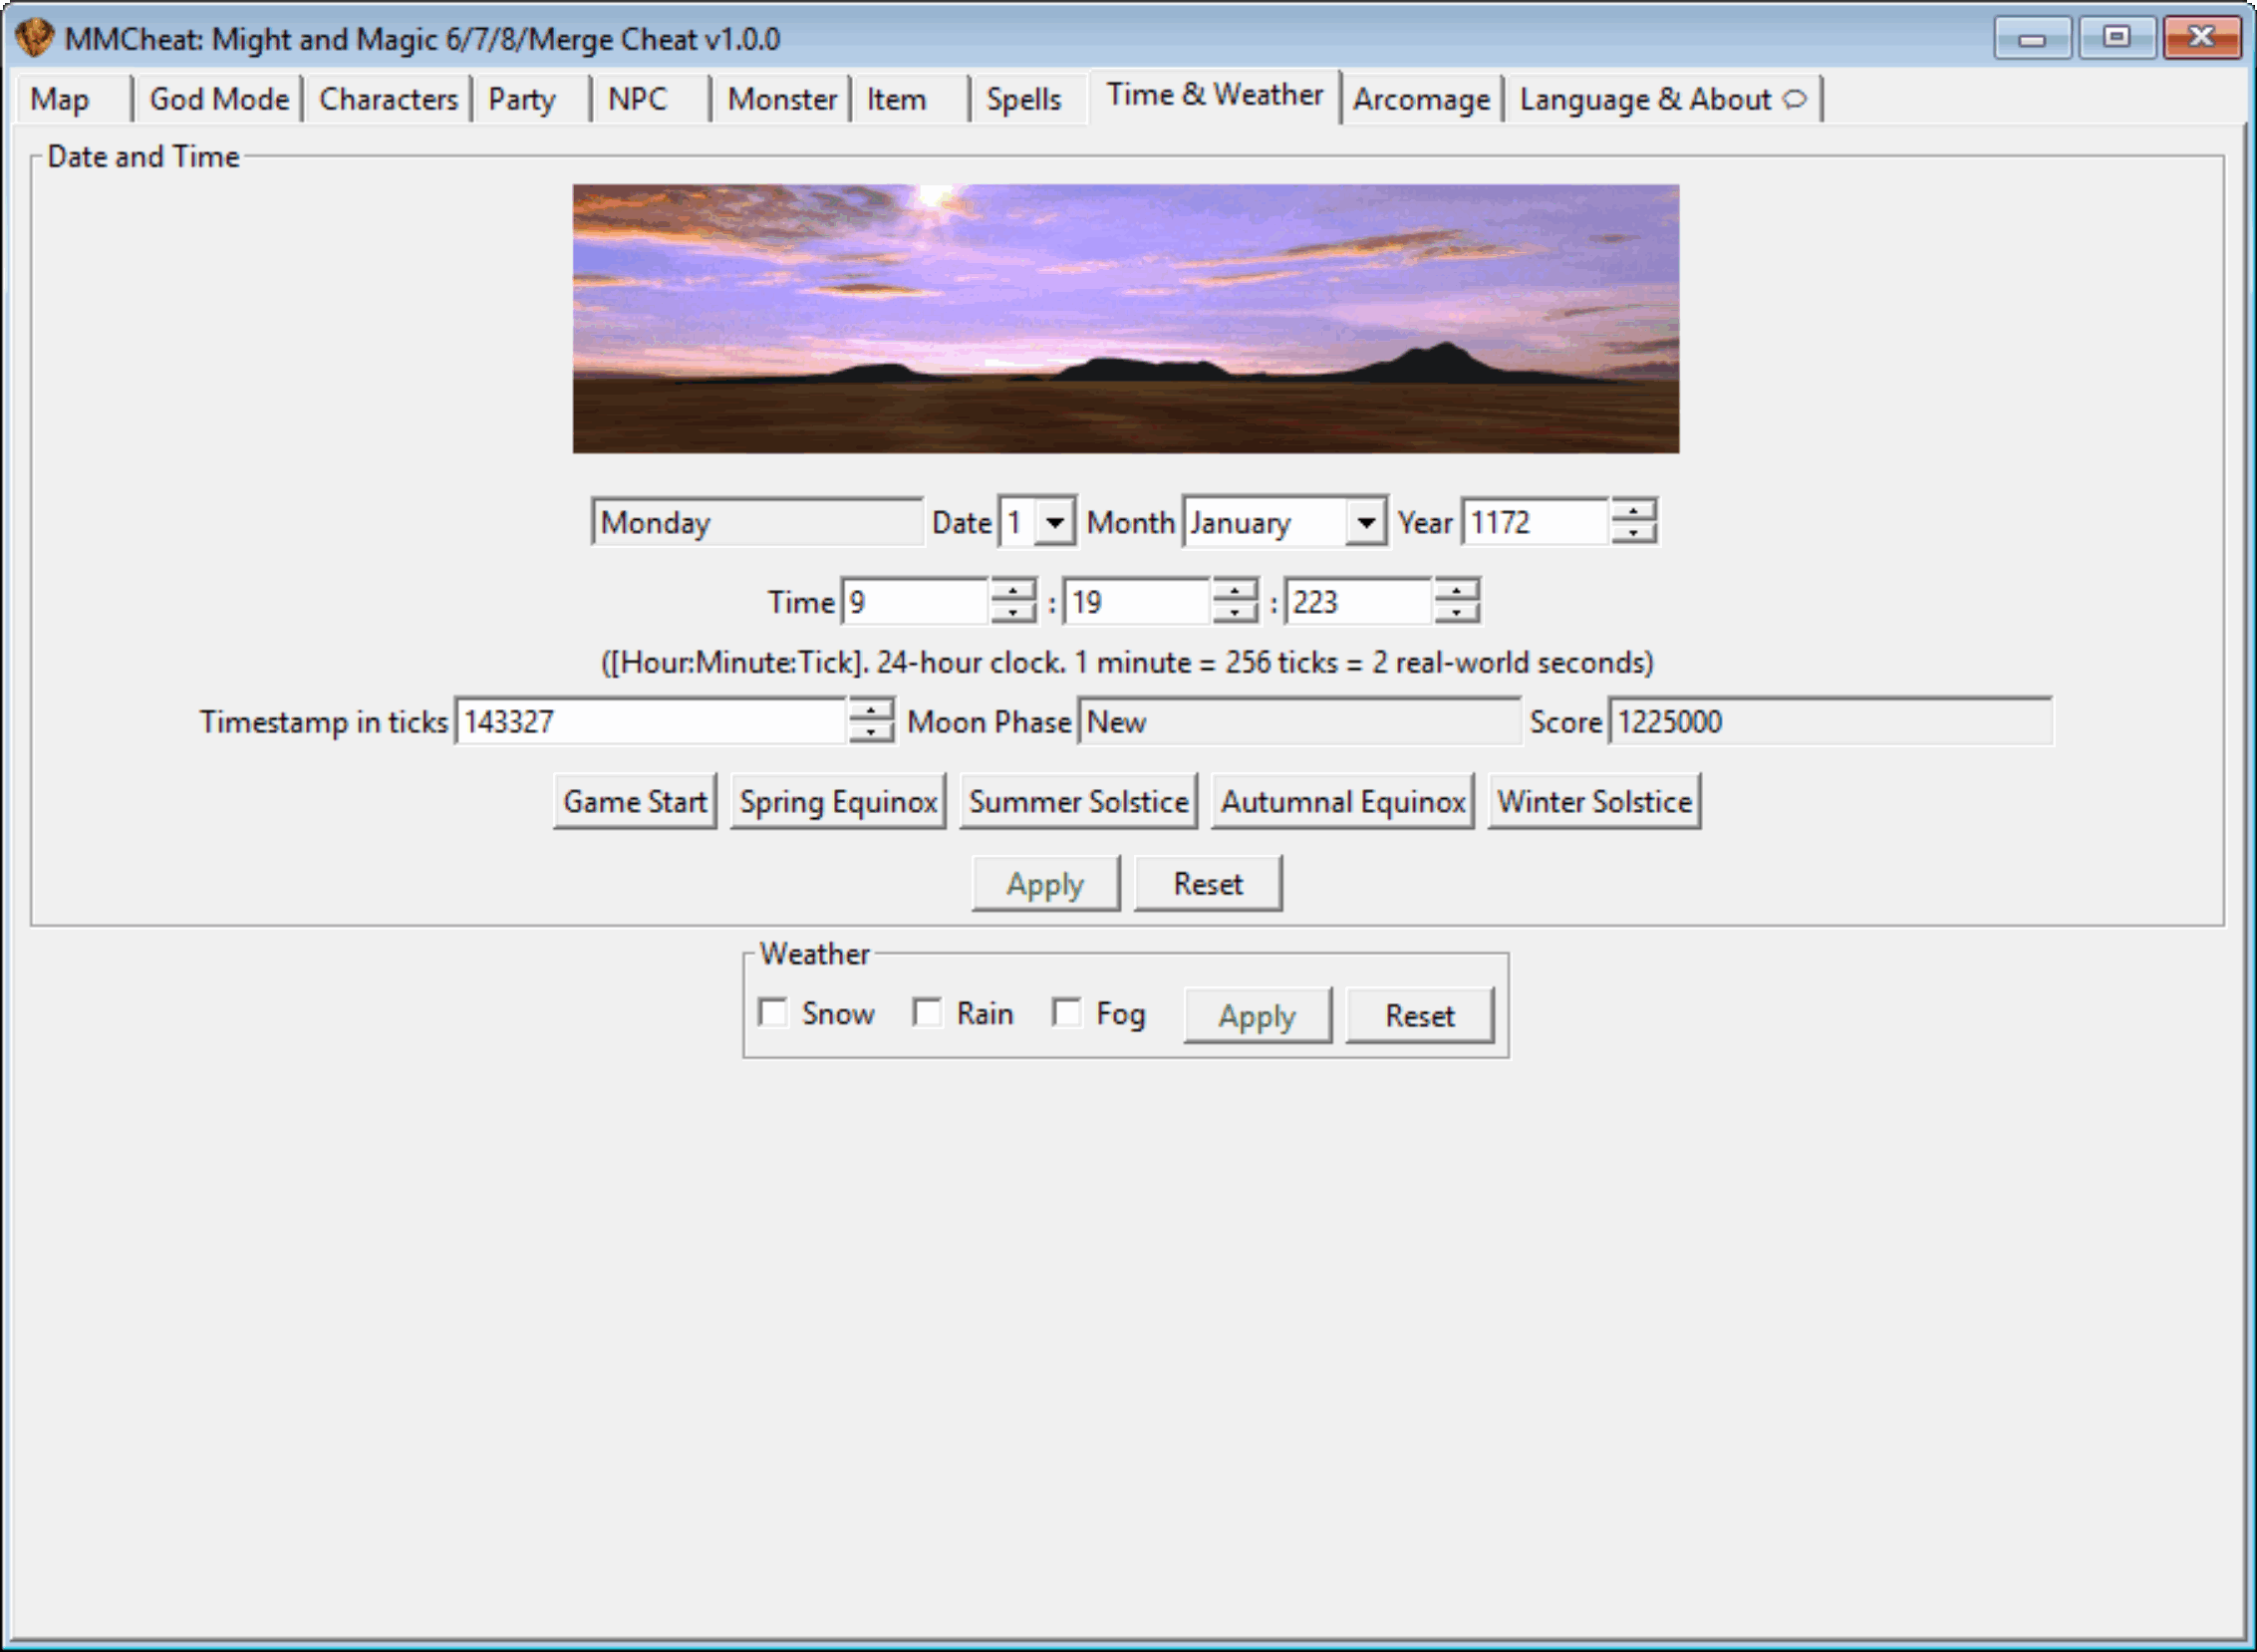 MMCheat: Might and Magic 6/7/8/Merge Cheat v1.0.0
Map God Mode Characters Party NPC Monster Item Spells Time & Weather Arcomage Language & About
Date and Time
Monday Date 1 Month January Year 1172
Time 9 : 19 : 223
([Hour:Minute:Tick]. 24-hour clock. 1 minute = 256 ticks = 2 real-world seconds)
Timestamp in ticks 143327 Moon Phase New Score 1225000
Game Start Spring Equinox Summer Solstice Autumnal Equinox Winter Solstice
Apply Reset
Weather
Snow Rain Fog Apply Reset